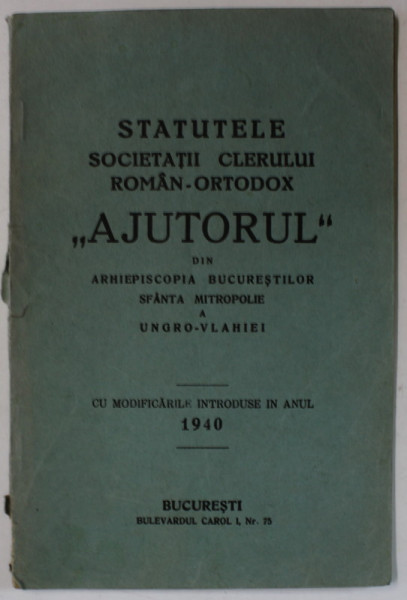 STATUTELE
SOCIETAȚII CLERULUI
ROMÂN-ORTODOX
„AJUTORUL“
DIN
ARHIEPISCOPIA BUCUREȘTILOR
SFÂNTA MITROPOLIE
A
UNGRO-VLAHIEI
CU MODIFICĂRILE INTRODUSE IN ANUL
1940
BUCUREȘTI
BULEVARDUL CAROL I, Nr. 75